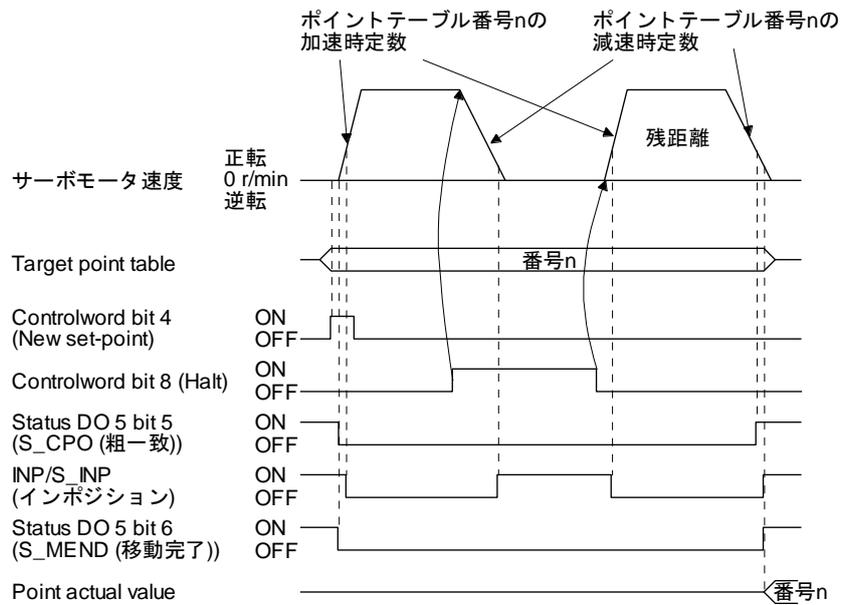 ポイントテーブル番号nの
加速時定数
ポイントテーブル番号nの
減速時定数
残距離
サーボモータ速度
正転
0 r/min
逆転
Target point table
番号n
Controlword bit 4
(New set-point)
ON
OFF
Controlword bit 8 (Halt)
ON
OFF
Status DO 5 bit 5
(S_CPO (粗一致))
ON
OFF
INP/S_INP
(インポジション)
ON
OFF
Status DO 5 bit 6
(S_MEND (移動完了))
ON
OFF
Point actual value
番号n